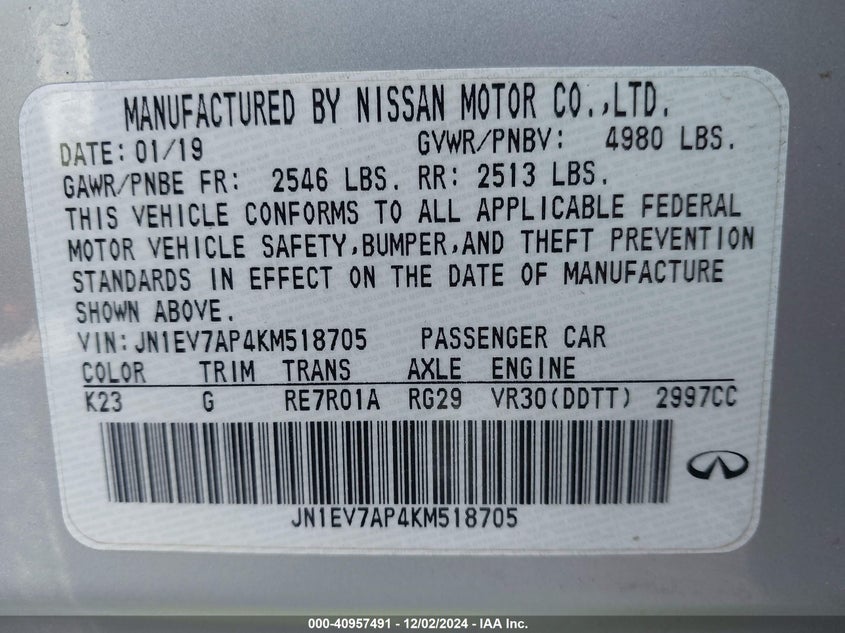 MANUFACTURED BY NISSAN MOTOR CO.,LTD.
DATE: 01/19 GVWR/PNBV: 4980 LBS.
GAWR/PNBE FR: 2546 LBS. RR: 2513 LBS.
THIS VEHICLE CONFORMS TO ALL APPLICABLE FEDERAL
MOTOR VEHICLE SAFETY,BUMPER,AND THEFT PREVENTION
STANDARDS IN EFFECT ON THE DATE OF MANUFACTURE
SHOWN ABOVE.
VIN:JN1EV7AP4KM518705 PASSENGER CAR
COLOR TRIM TRANS AXLE ENGINE
K23 G RE7R01A RG29 VR30(DDTT) 2997CC
JN1EV7AP4KM518705
000-40957491 - 12/02/2024 - IAA Inc.